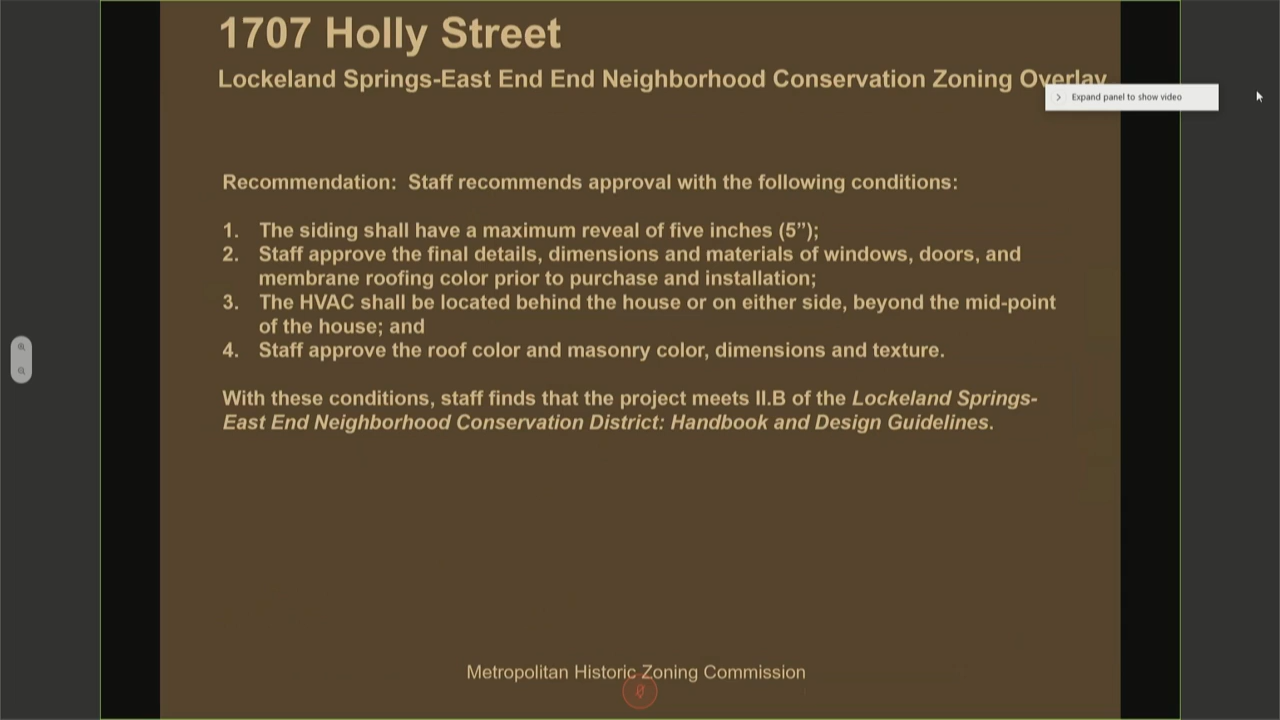 1707 Holly Street
Lockeland Springs-East End End Neighborhood Conservation Zoning Overlay
Expand panel to show video
Recommendation: Staff recommends approval with the following conditions:
1. The siding shall have a maximum reveal of five inches (5”);
2. Staff approve the final details, dimensions and materials of windows, doors, and
membrane roofing color prior to purchase and installation;
3. The HVAC shall be located behind the house or on either side, beyond the mid-point
of the house; and
4. Staff approve the roof color and masonry color, dimensions and texture.
With these conditions, staff finds that the project meets II.B of the Lockeland Springs-
East End Neighborhood Conservation District: Handbook and Design Guidelines.
Metropolitan Historic Zoning Commission